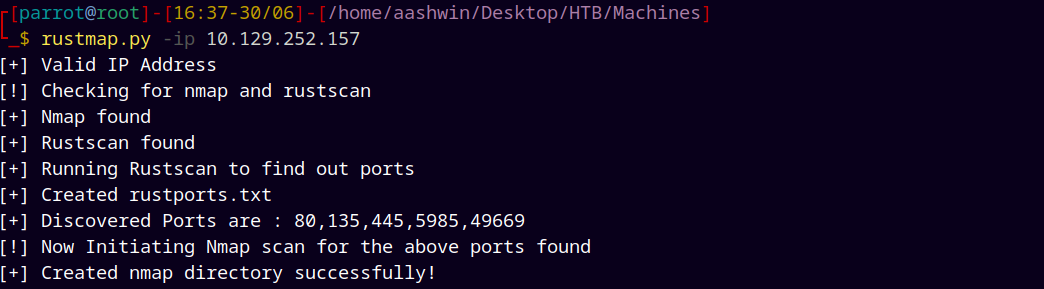 [parrot@root]-[16:37-30/06]-[/home/aashwin/Desktop/HTB/Machines]
_$ rustmap.py -ip 10.129.252.157
[+] Valid IP Address
[!] Checking for nmap and rustscan
[+] Nmap found
[+] Rustscan found
[+] Running Rustscan to find out ports
[+] Created rustports.txt
[+] Discovered Ports are : 80,135,445,5985,49669
[!] Now Initiating Nmap scan for the above ports found
[+] Created nmap directory successfully!